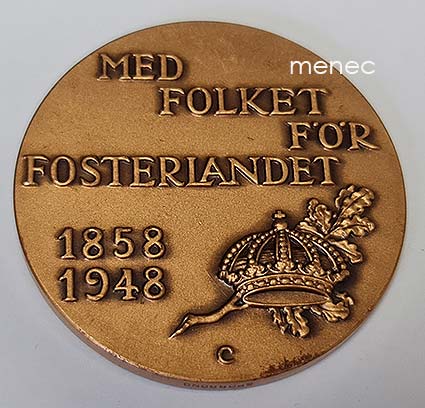 MED
menec
FOLKET
FÖR
FOSTERLANDET
1858
1948
C